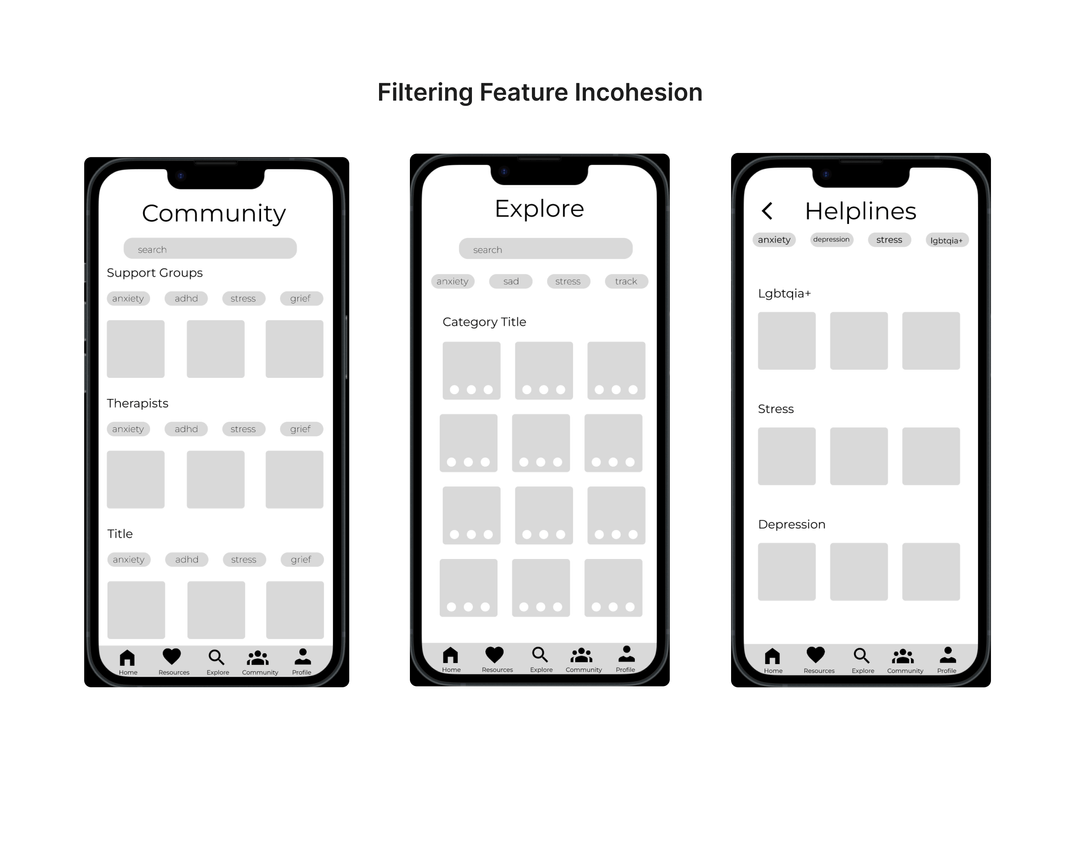 Filtering Feature Incohesion
Community
search
Support Groups
anxiety adhd stress grief
Therapists
anxiety adhd stress grief
Title
anxiety adhd stress grief
Home Resources Explore Community Profile
Explore
search
anxiety sad stress track
Category Title
Home Resources Explore Community Profile
Helplines
anxiety depression stress lgbtqia+
Lgbtqia+
Stress
Depression
Home Resources Explore Community Profile